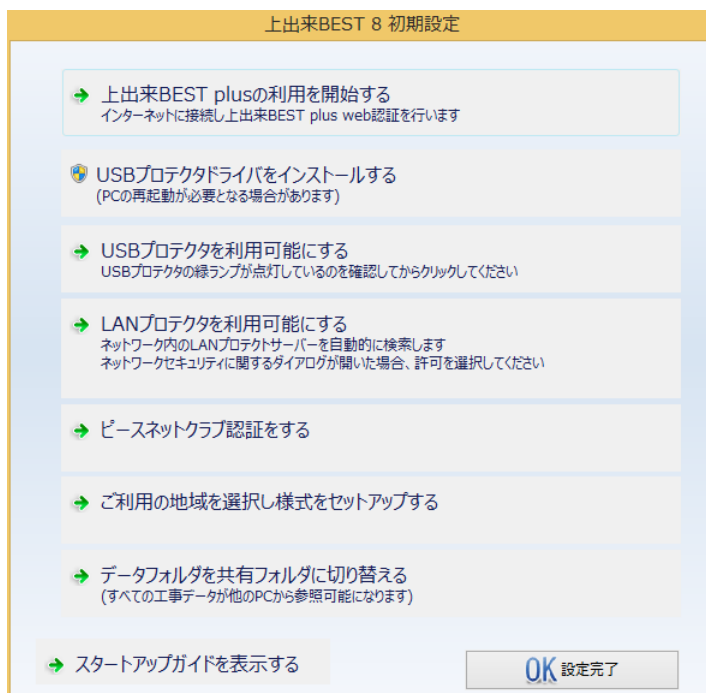 上出来BEST 8 初期設定
上出来BEST plusの利用を開始する
インターネットに接続し上出来BEST plus web認証を行います
USBプロテクタドライバをインストールする
(PCの再起動が必要となる場合があります)
USBプロテクタを利用可能にする
USBプロテクタの緑ランプが点灯しているのを確認してからクリックしてください
LANプロテクタを利用可能にする
ネットワーク内のLANプロテクトサーバーを自動的に検索します
ネットワークセキュリティに関するダイアログが開いた場合、許可を選択してください
ピースネットクラブ認証をする
ご利用の地域を選択し様式をセットアップする
データフォルダを共有フォルダに切り替える
(すべての工事データが他のPCから参照可能になります)
スタートアップガイドを表示する
OK 設定完了